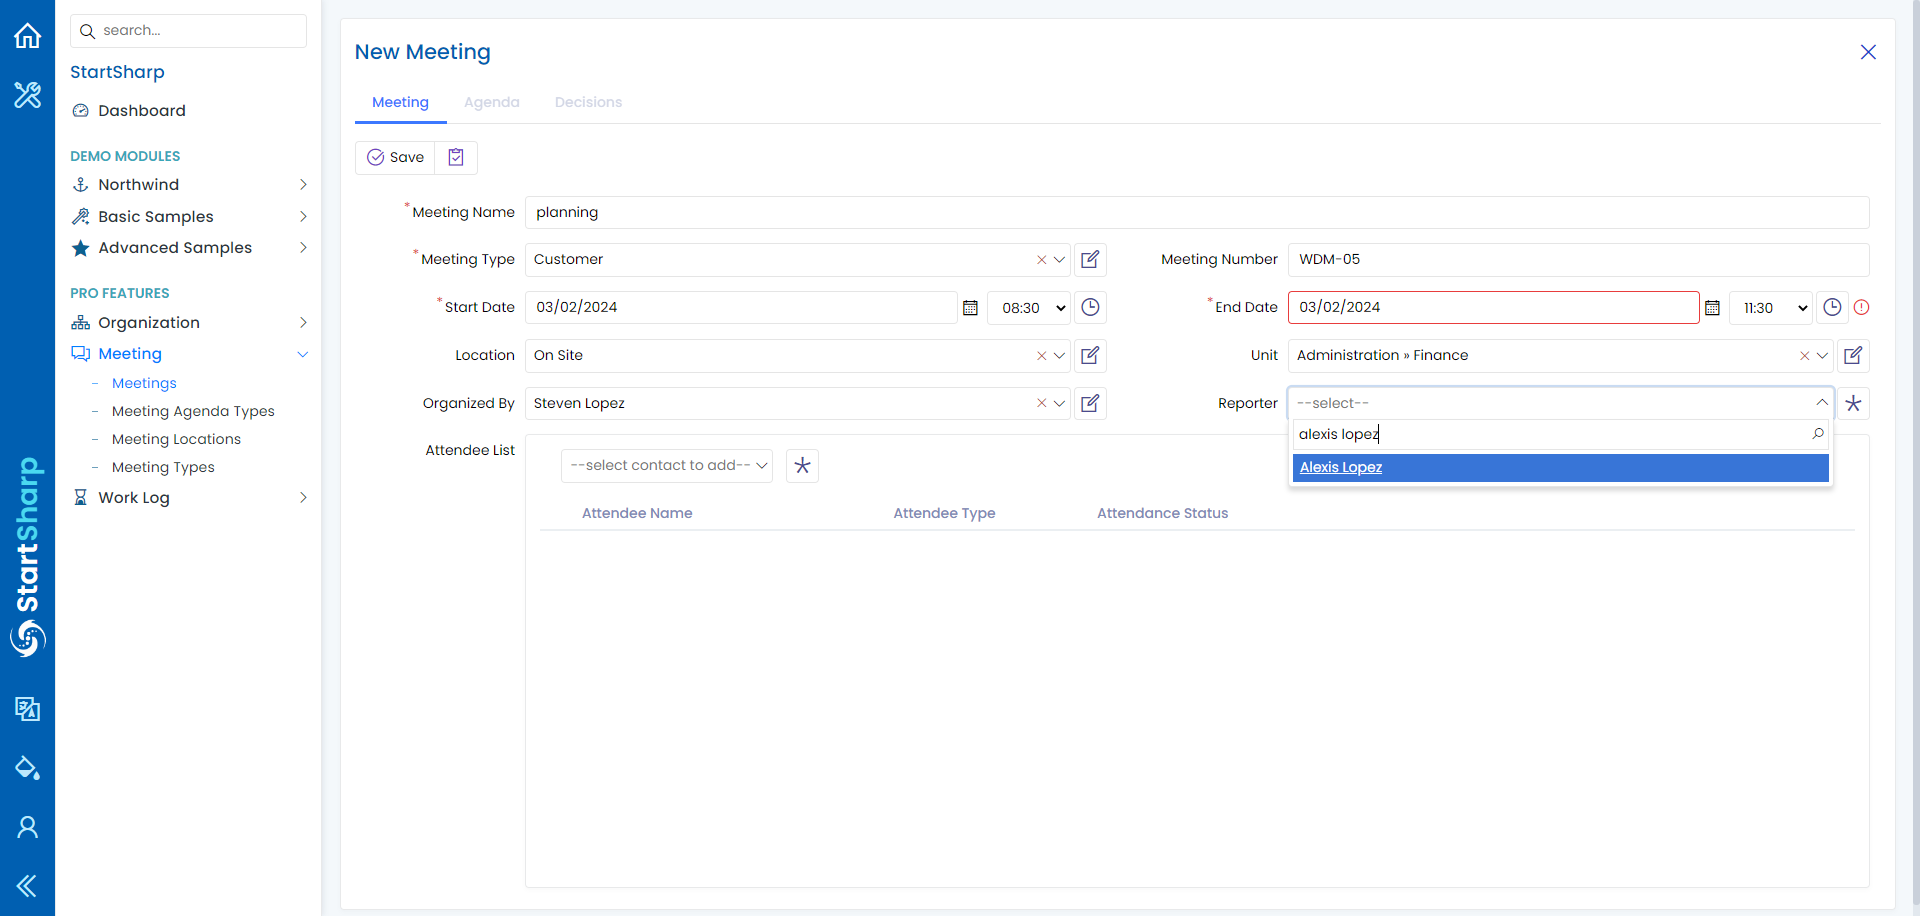 search...
StartSharp
Dashboard
DEMO MODULES
Northwind
Basic Samples
Advanced Samples
PRO FEATURES
Organization
Meeting
Meetings
Meeting Agenda Types
Meeting Locations
Meeting Types
Work Log
StartSharp
New Meeting
Meeting Agenda Decisions
Save
*Meeting Name planning
*Meeting Type Customer
Meeting Number WDM-05
*Start Date 03/02/2024 08:30
*End Date 03/02/2024 11:30
Location On Site
Unit Administration » Finance
Organized By Steven Lopez
Reporter --select--
alexis lopez
Alexis Lopez
Attendee List
--select contact to add--
Attendee Name Attendee Type Attendance Status